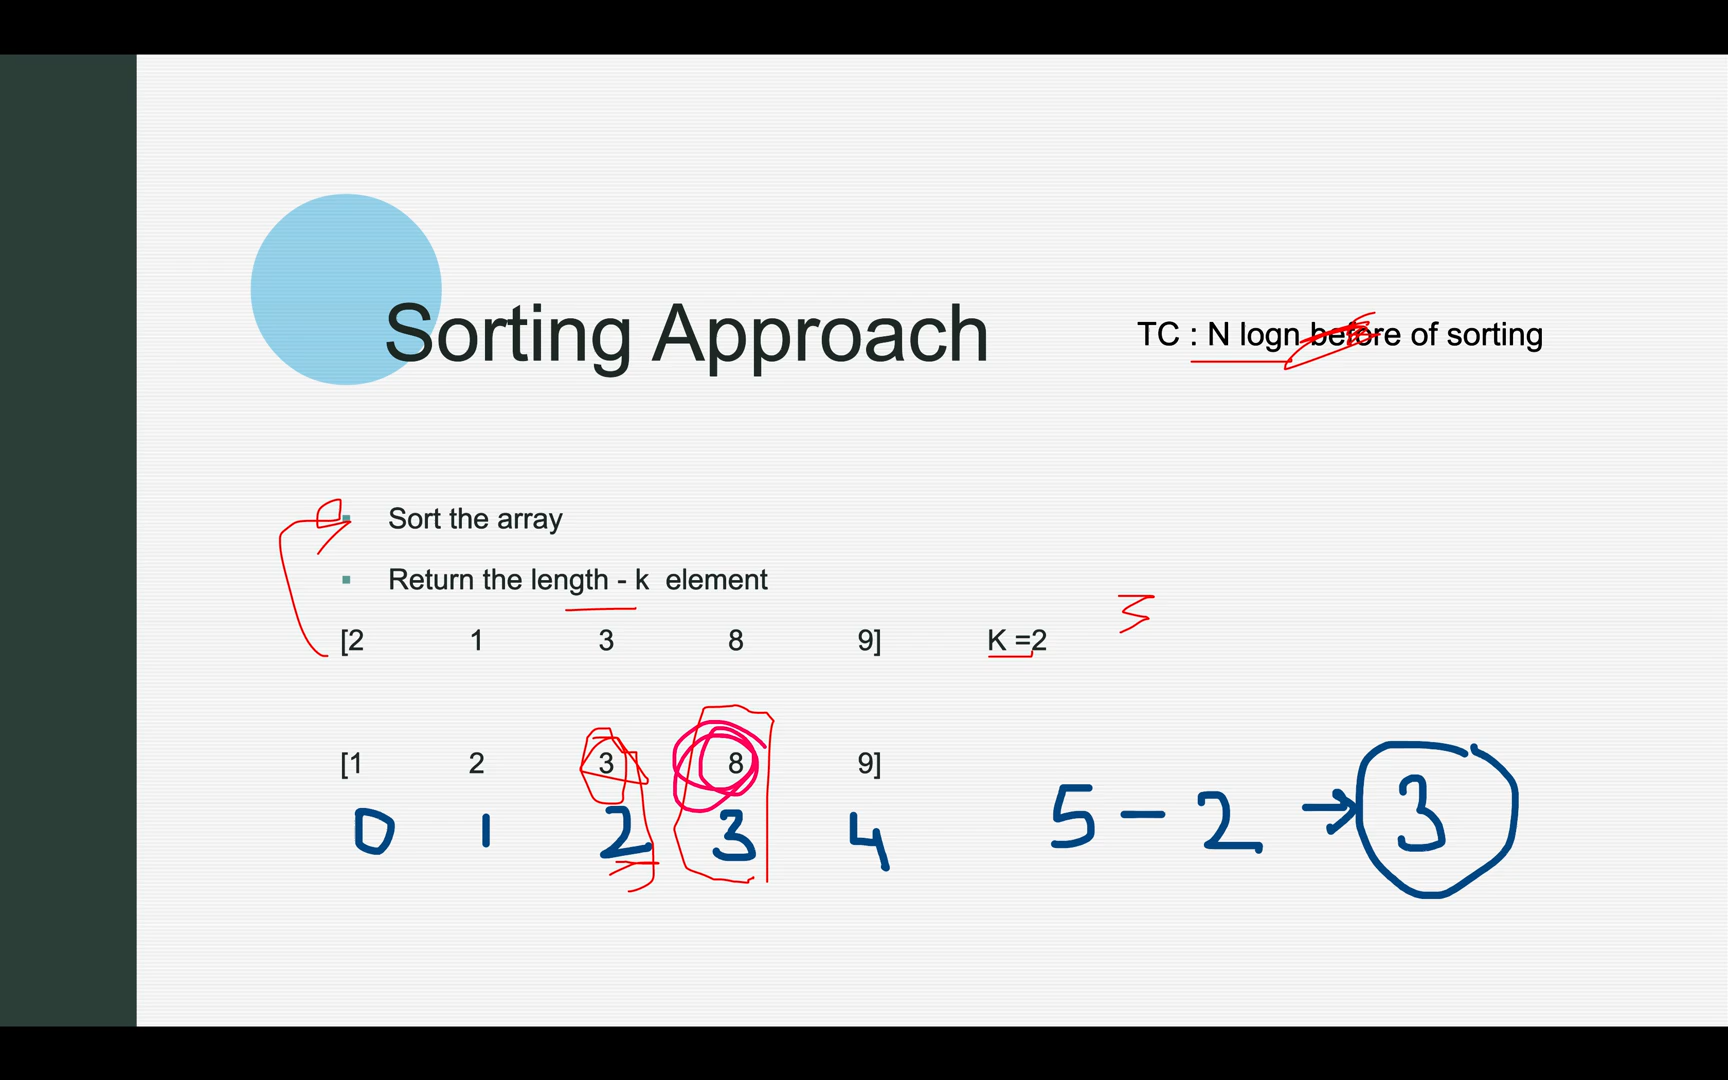 Sorting Approach
TC : N logn before of sorting
Sort the array
Return the length - k element
[2 1 3 8 9] K =2
[1 2 3 8 9]
0 1 2 3 4
5 - 2 → 3